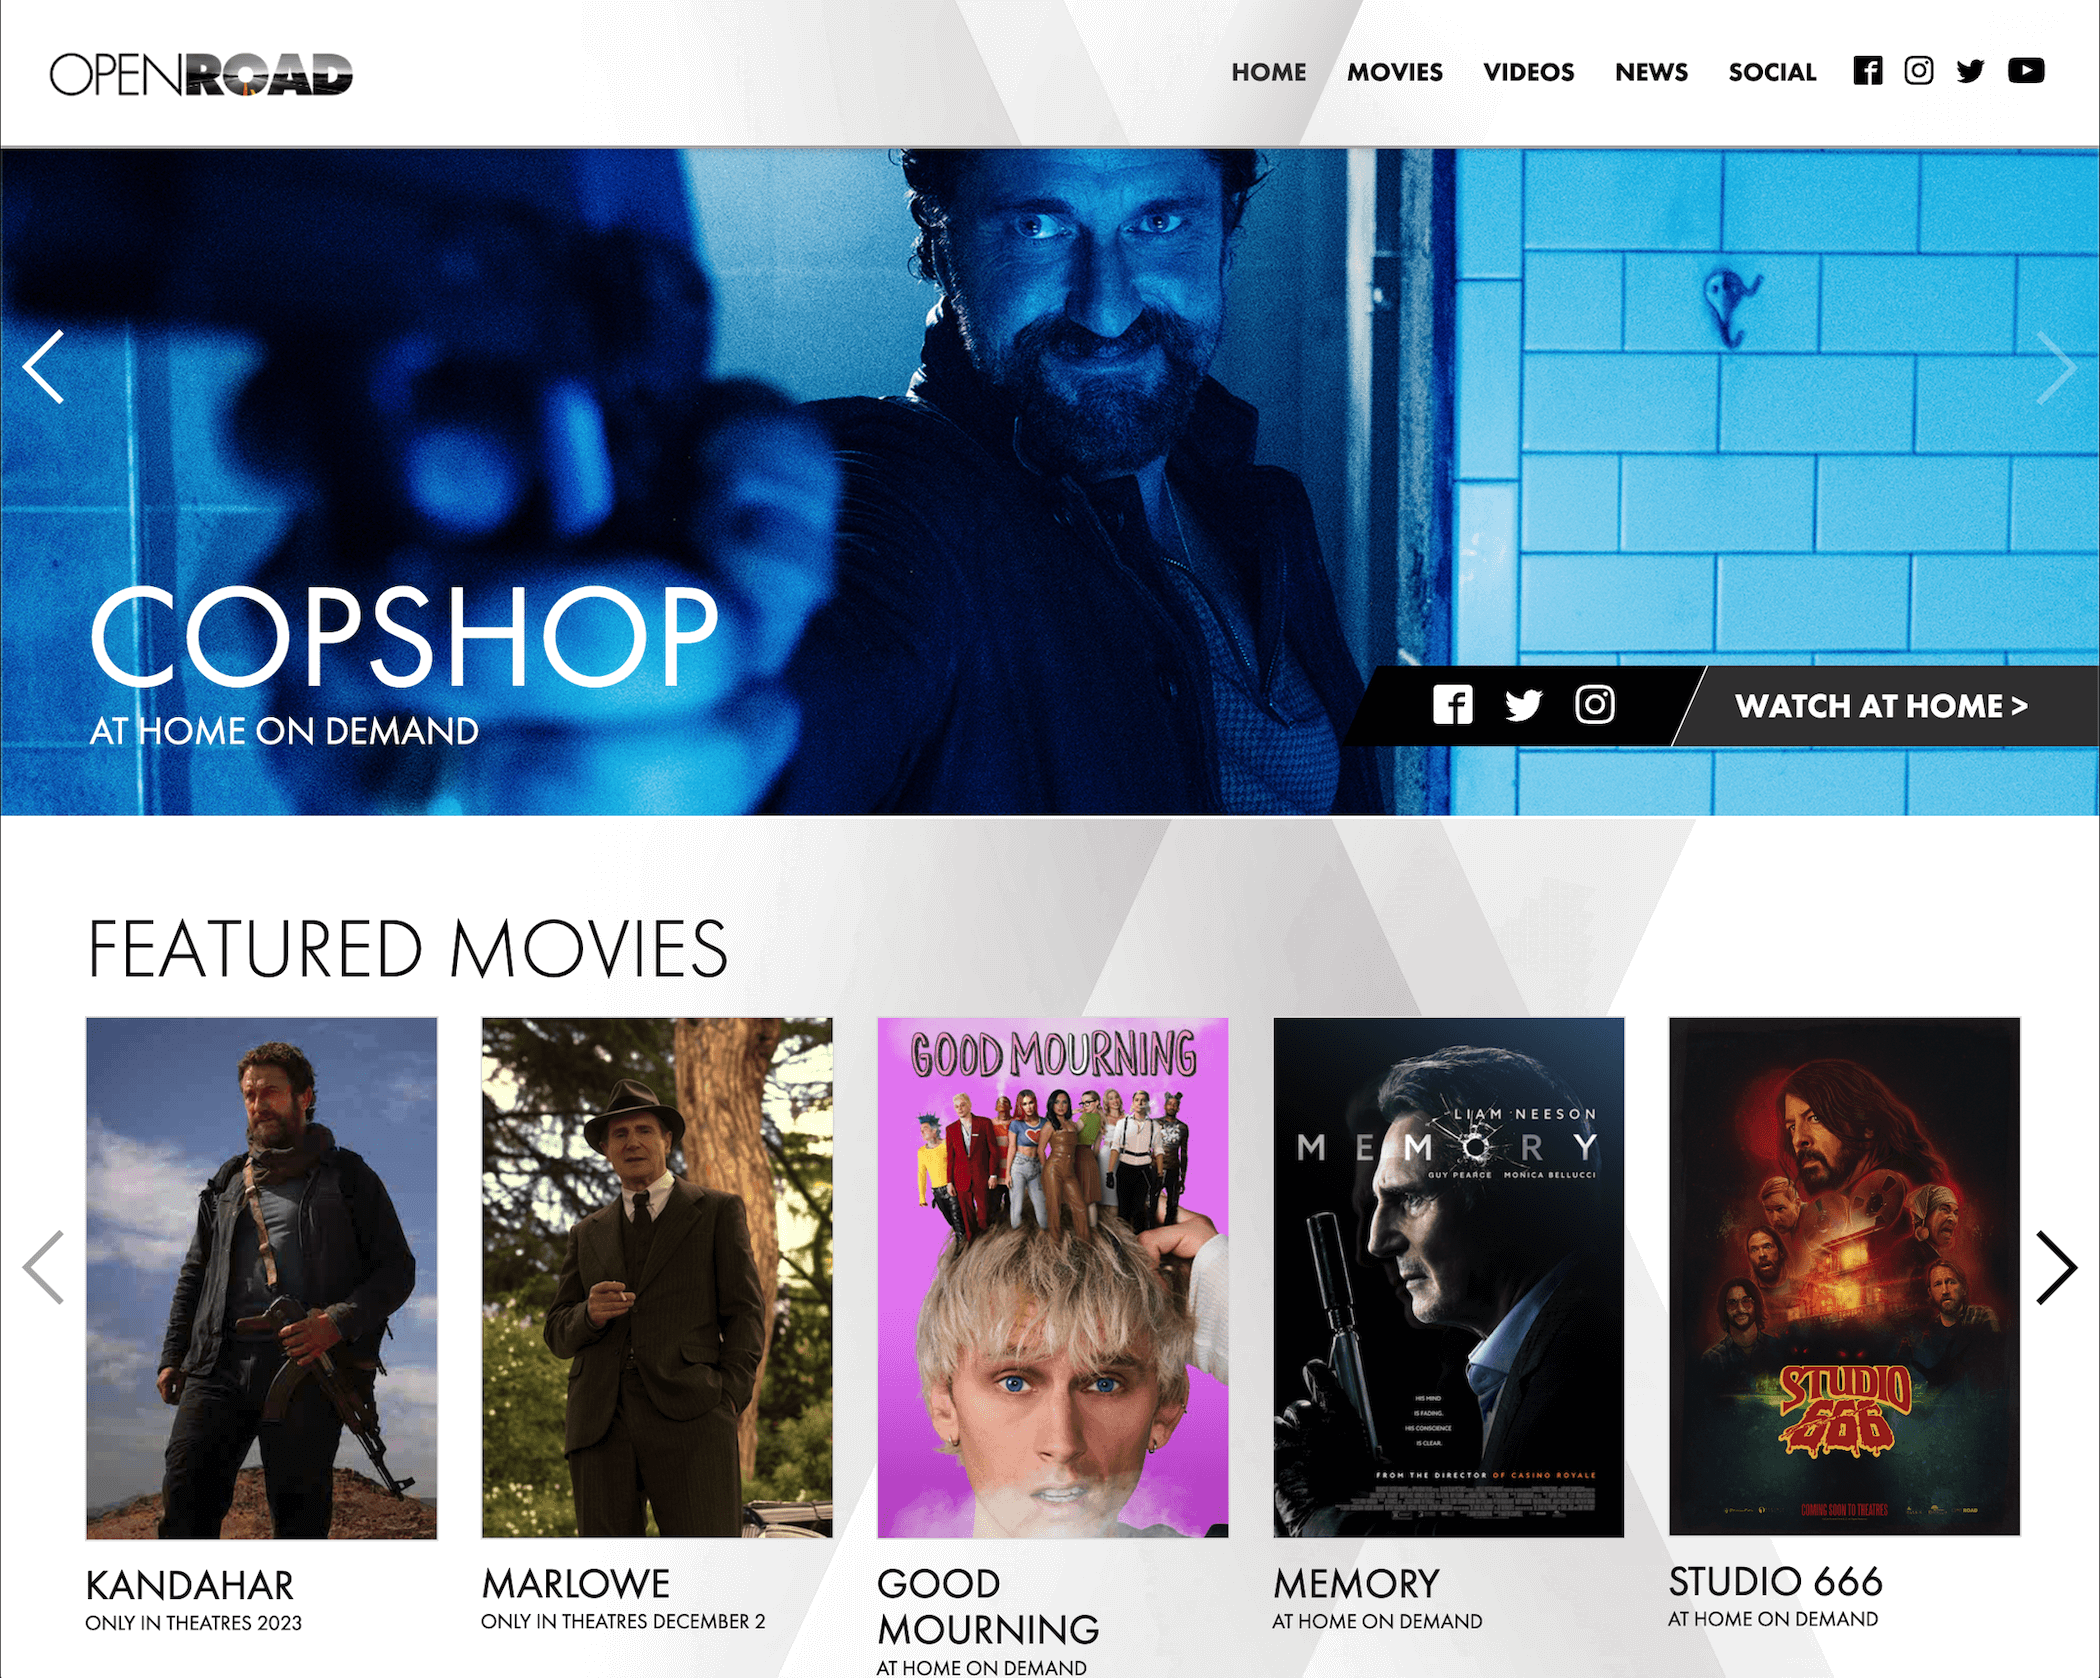 OPENROAD
HOME MOVIES VIDEOS NEWS SOCIAL
COPSHOP
AT HOME ON DEMAND
WATCH AT HOME >
FEATURED MOVIES
GOOD MOURNING
LIAM NEESON
MEMORY
GUY PEARCE MONICA BELLUCCI
HIS MIND
IS FADING.
HIS CONSCIENCE
IS CLEAR.
FROM THE DIRECTOR OF CASINO ROYALE
STUDIO
666
COMING SOON TO THEATRES
KANDAHAR
ONLY IN THEATRES 2023
MARLOWE
ONLY IN THEATRES DECEMBER 2
GOOD
MOURNING
AT HOME ON DEMAND
MEMORY
AT HOME ON DEMAND
STUDIO 666
AT HOME ON DEMAND